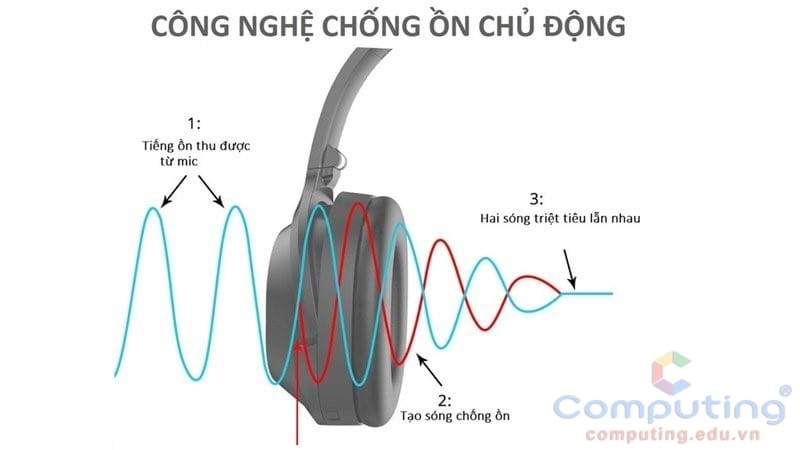 CÔNG NGHỆ CHỐNG ỒN CHỦ ĐỘNG
1:
Tiếng ồn thu được
từ mic
3:
Hai sóng triệt tiêu lẫn nhau
2:
Tạo sóng chống ồn
Computing®
computing.edu.vn